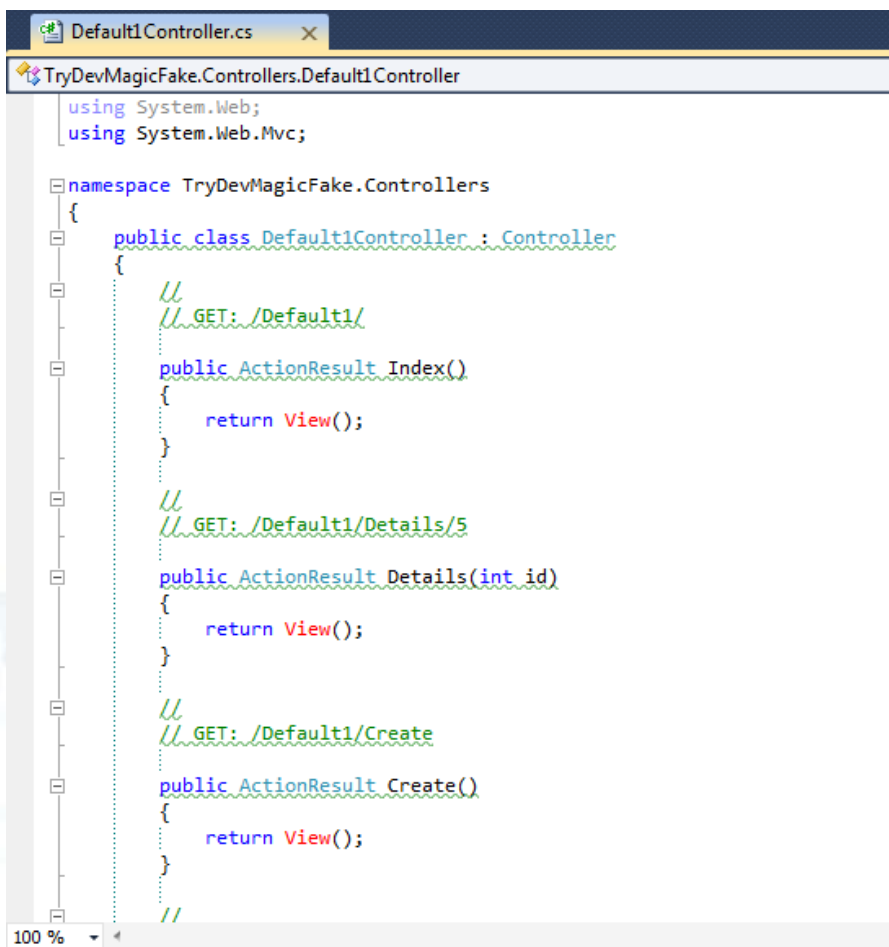 Default1Controller.cs
TryDevMagicFake.Controllers.Default1Controller
using System.Web;
using System.Web.Mvc;
namespace TryDevMagicFake.Controllers
{
public class Default1Controller : Controller
{
//
// GET: /Default1/
public ActionResult Index()
{
return View();
}
//
// GET: /Default1/Details/5
public ActionResult Details(int id)
{
return View();
}
//
// GET: /Default1/Create
public ActionResult Create()
{
return View();
}
//
100 %